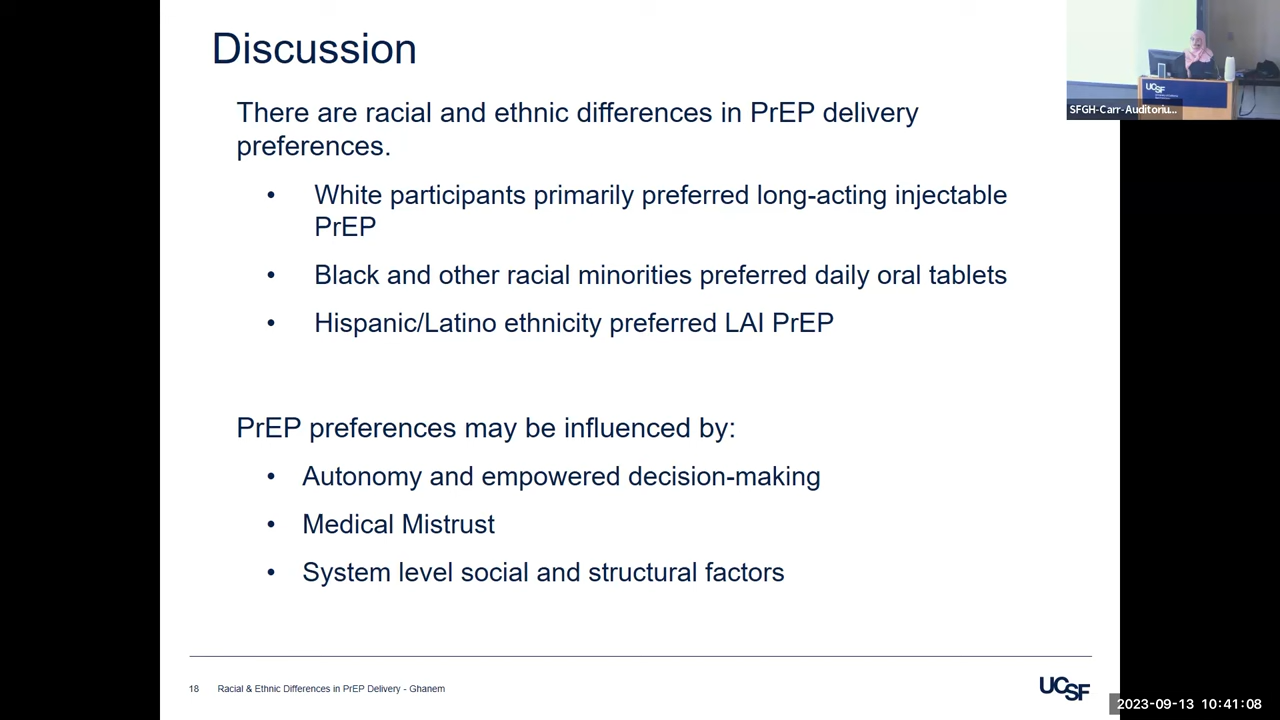 Discussion
There are racial and ethnic differences in PrEP delivery
preferences.
• White participants primarily preferred long-acting injectable
PrEP
• Black and other racial minorities preferred daily oral tablets
• Hispanic/Latino ethnicity preferred LAI PrEP
PrEP preferences may be influenced by:
• Autonomy and empowered decision-making
• Medical Mistrust
• System level social and structural factors
18 Racial & Ethnic Differences in PrEP Delivery - Ghanem
UCSF
UCSF
SFGH-Carr-Auditoriu...
2023-09-13 10:41:08